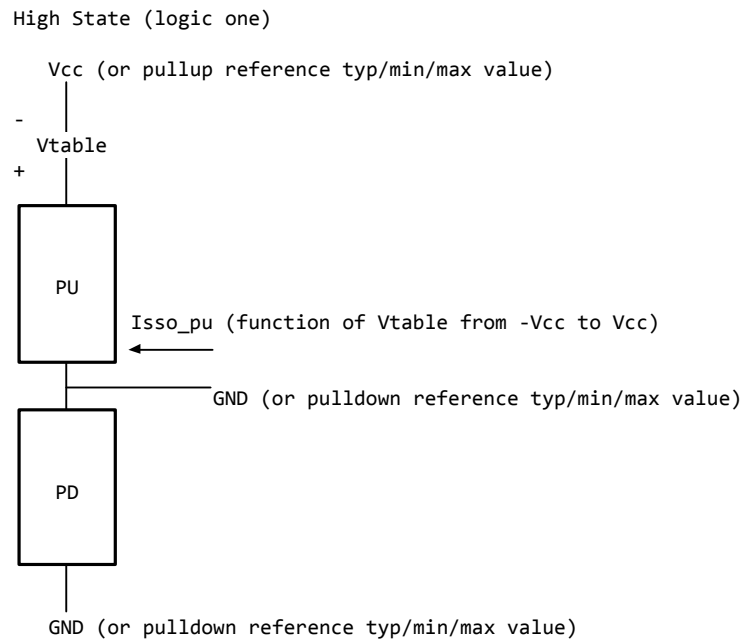 High State (logic one)
Vcc (or pullup reference typ/min/max value)
-
Vtable
+
PU
Isso_pu (function of Vtable from -Vcc to Vcc)
GND (or pulldown reference typ/min/max value)
PD
GND (or pulldown reference typ/min/max value)